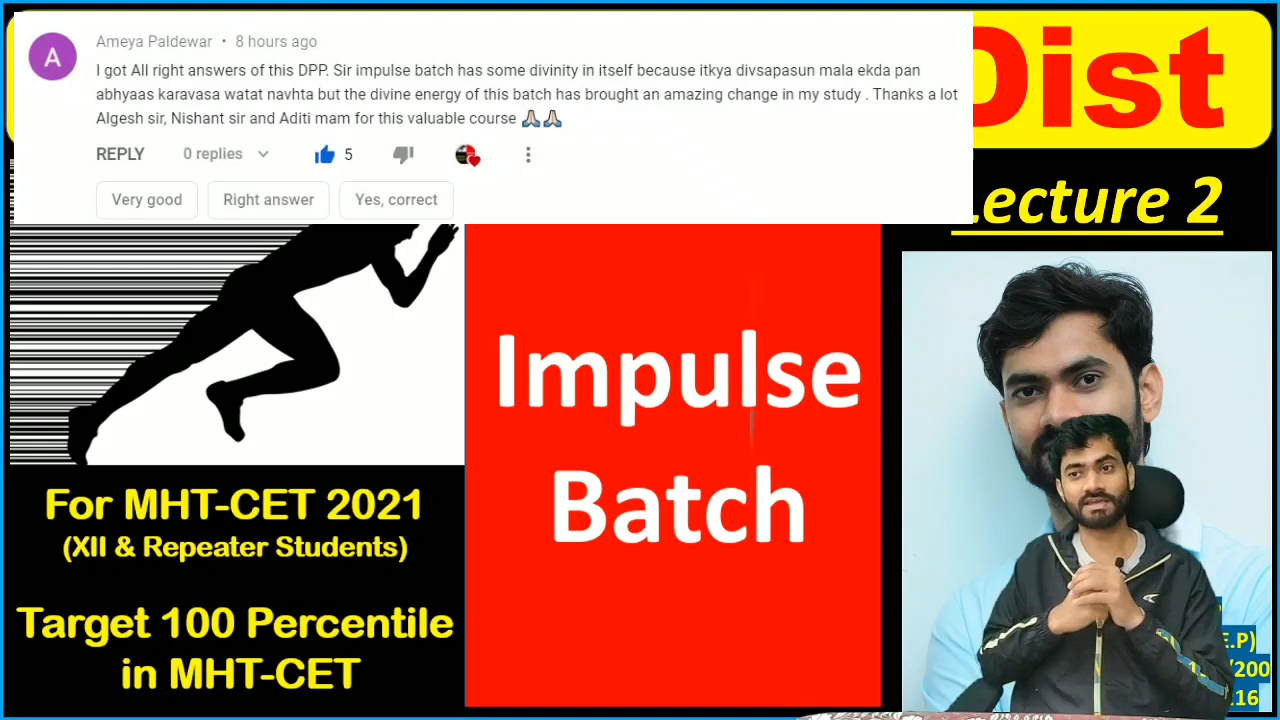 A
Ameya Paldewar • 8 hours ago
I got All right answers of this DPP. Sir impulse batch has some divinity in itself because itkya divsapasun mala ekda pan
abhyaas karavasa watat navhta but the divine energy of this batch has brought an amazing change in my study . Thanks a lot
Algesh sir, Nishant sir and Aditi mam for this valuable course 🙏🙏
REPLY 0 replies 5
Very good Right answer Yes, correct
Dist
Lecture 2
Impulse
Batch
For MHT-CET 2021
(XII & Repeater Students)
Target 100 Percentile
in MHT-CET
E.P)
/200
16